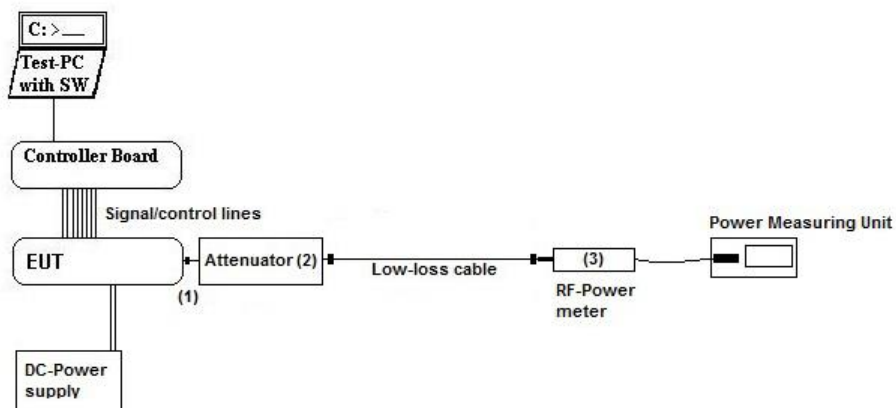 C: >__
Test-PC
with SW
Controller Board
Signal/control lines
Power Measuring Unit
EUT
Attenuator (2)
Low-loss cable
(3)
(1)
RF-Power
meter
DC-Power
supply